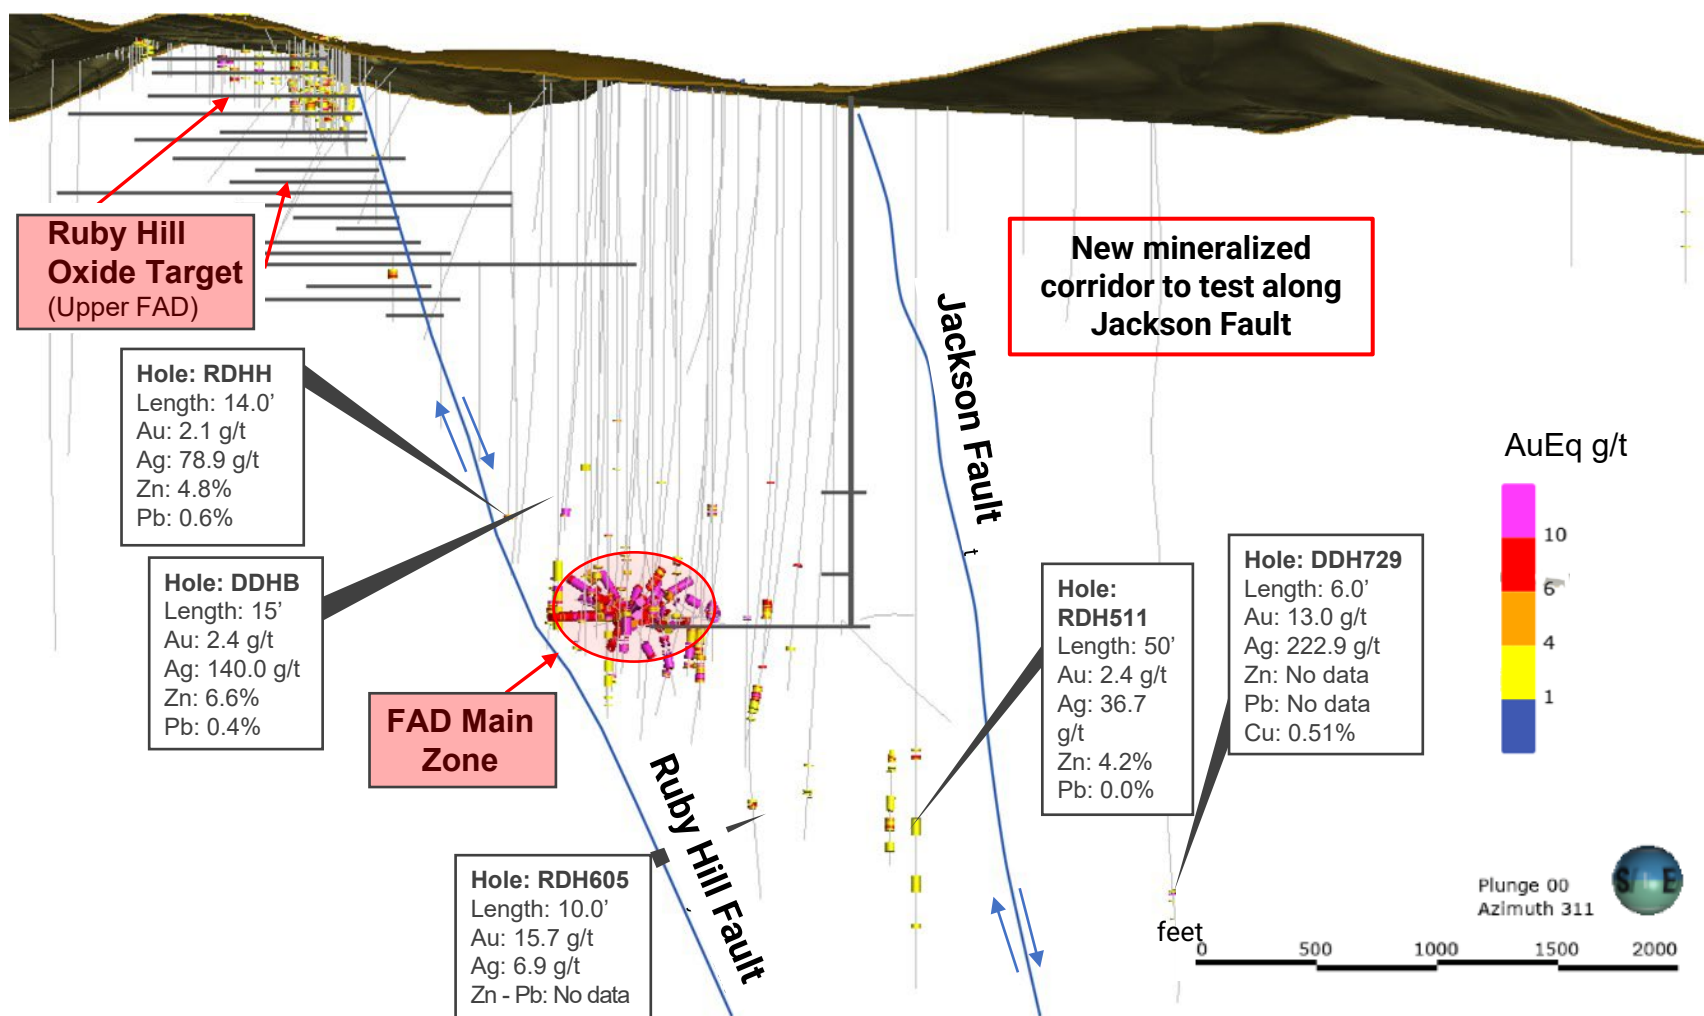 Ruby Hill
Oxide Target
(Upper FAD)
New mineralized
corridor to test along
Jackson Fault
Hole: RDHH
Length: 14.0’
Au: 2.1 g/t
Ag: 78.9 g/t
Zn: 4.8%
Pb: 0.6%
Jackson Fault
t
AuEq g/t
10
6
4
1
Hole: DDHB
Length: 15’
Au: 2.4 g/t
Ag: 140.0 g/t
Zn: 6.6%
Pb: 0.4%
Hole:
RDH511
Length: 50’
Au: 2.4 g/t
Ag: 36.7
g/t
Zn: 4.2%
Pb: 0.0%
Hole: DDH729
Length: 6.0’
Au: 13.0 g/t
Ag: 222.9 g/t
Zn: No data
Pb: No data
Cu: 0.51%
FAD Main
Zone
Ruby Hill Fault
Hole: RDH605
Length: 10.0’
Au: 15.7 g/t
Ag: 6.9 g/t
Zn - Pb: No data
Plunge 00
Azimuth 311
S E
feet
0 500 1000 1500 2000